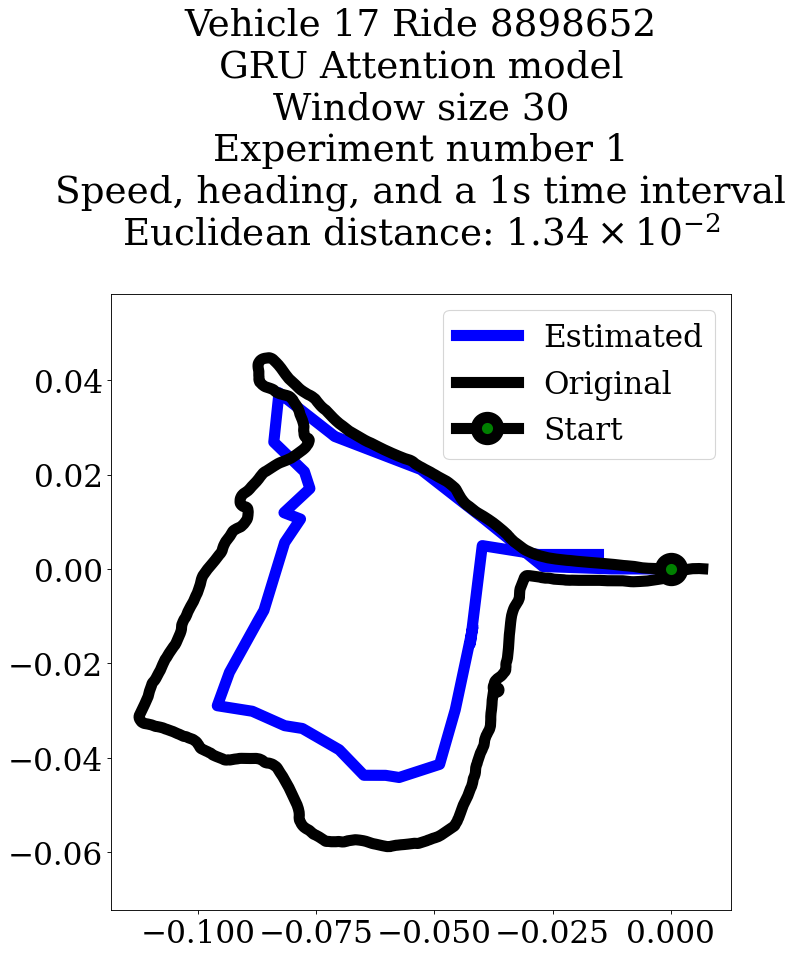 Vehicle 17 Ride 8898652
GRU Attention model
Window size 30
Experiment number 1
Speed, heading, and a 1s time interval
Euclidean distance: 1.34 × 10⁻²
Estimated
Original
Start
0.04
0.02
0.00
−0.02
−0.04
−0.06
−0.100 −0.075 −0.050 −0.025 0.000